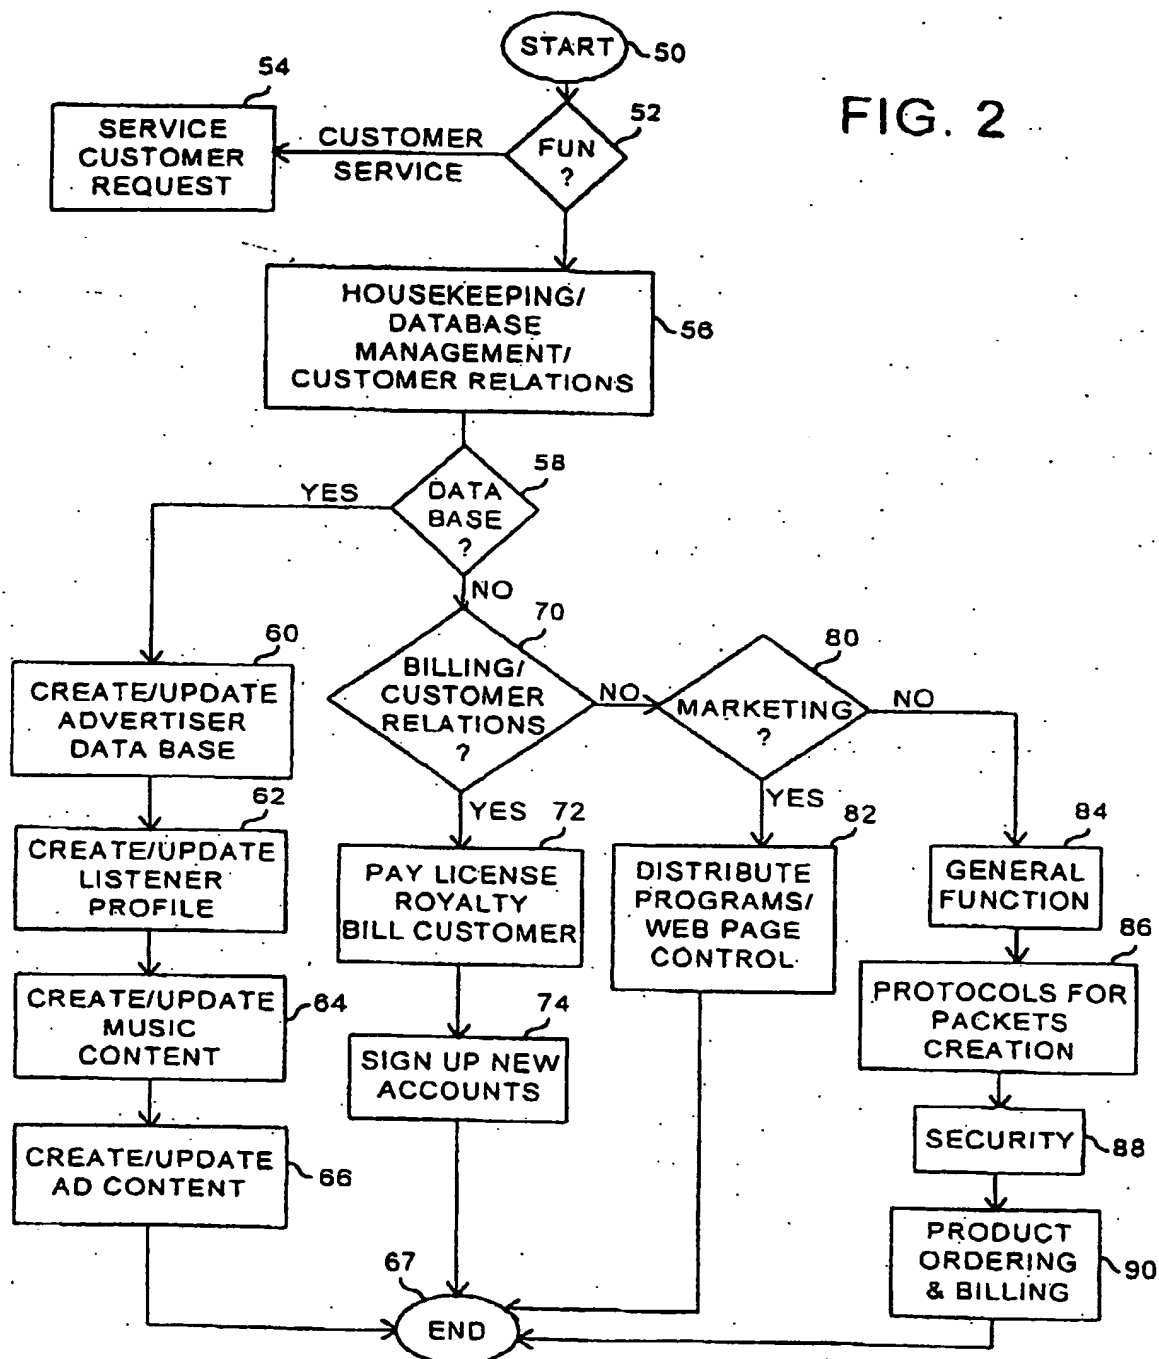 START
50
FIG. 2
54
52
SERVICE
CUSTOMER
REQUEST
CUSTOMER
SERVICE
FUN
?
HOUSEKEEPING/
DATABASE
MANAGEMENT/
CUSTOMER RELATIONS
56
58
YES
DATA
BASE
?
NO
60
CREATE/UPDATE
ADVERTISER
DATA BASE
70
BILLING/
CUSTOMER
RELATIONS
?
NO
80
MARKETING
?
NO
YES
YES
62
CREATE/UPDATE
LISTENER
PROFILE
72
PAY LICENSE
ROYALTY
BILL CUSTOMER
82
DISTRIBUTE
PROGRAMS/
WEB PAGE
CONTROL
84
GENERAL
FUNCTION
86
PROTOCOLS FOR
PACKETS
CREATION
CREATE/UPDATE
MUSIC
CONTENT
64
74
SIGN UP NEW
ACCOUNTS
SECURITY
88
CREATE/UPDATE
AD CONTENT
66
PRODUCT
ORDERING
& BILLING
90
67
END